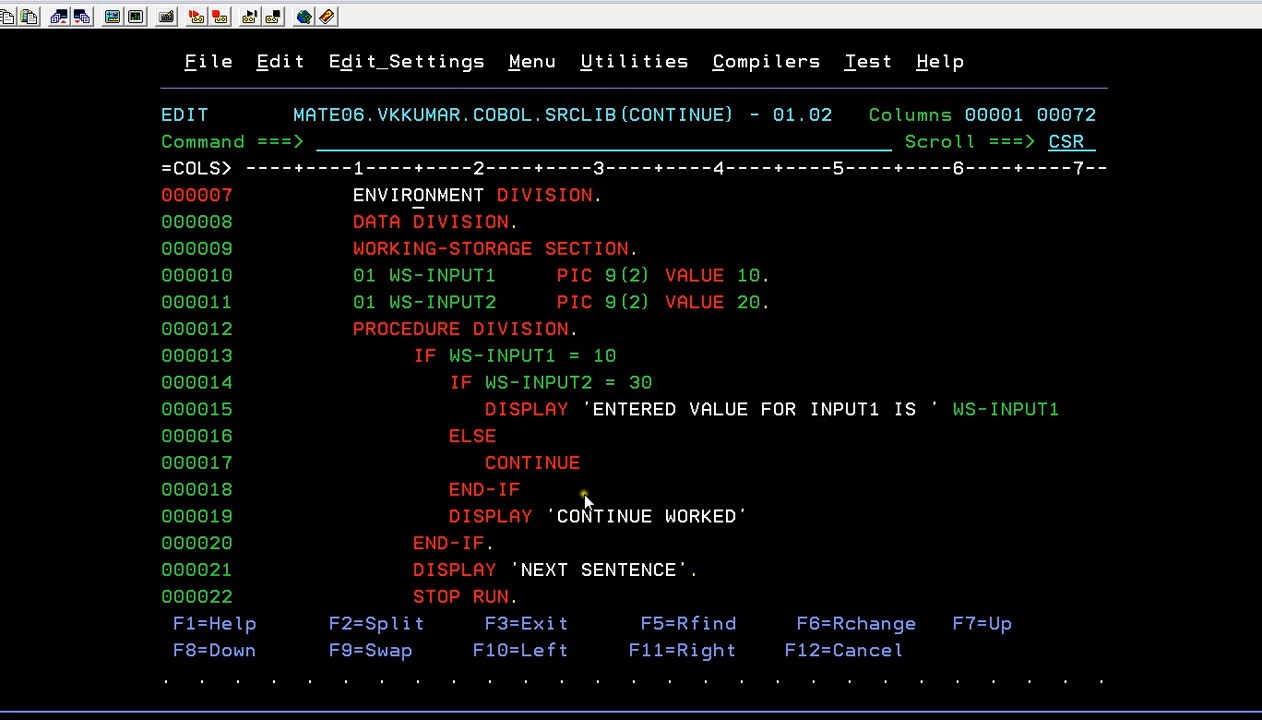 File Edit Edit_Settings Menu Utilities Compilers Test Help
EDIT MATE06.VKKUMAR.COBOL.SRCLIB(CONTINUE) - 01.02 Columns 00001 00072
Command ===> Scroll ===> CSR
=COLS> ----+----1----+----2----+----3----+----4----+----5----+----6----+----7--
000007 ENVIRONMENT DIVISION.
000008 DATA DIVISION.
000009 WORKING-STORAGE SECTION.
000010 01 WS-INPUT1 PIC 9(2) VALUE 10.
000011 01 WS-INPUT2 PIC 9(2) VALUE 20.
000012 PROCEDURE DIVISION.
000013 IF WS-INPUT1 = 10
000014 IF WS-INPUT2 = 30
000015 DISPLAY 'ENTERED VALUE FOR INPUT1 IS ' WS-INPUT1
000016 ELSE
000017 CONTINUE
000018 END-IF
000019 DISPLAY 'CONTINUE WORKED'
000020 END-IF.
000021 DISPLAY 'NEXT SENTENCE'.
000022 STOP RUN.
F1=Help F2=Split F3=Exit F5=Rfind F6=Rchange F7=Up
F8=Down F9=Swap F10=Left F11=Right F12=Cancel
. . . . . . . . . . . . . . . . . . . . . . . . . . .